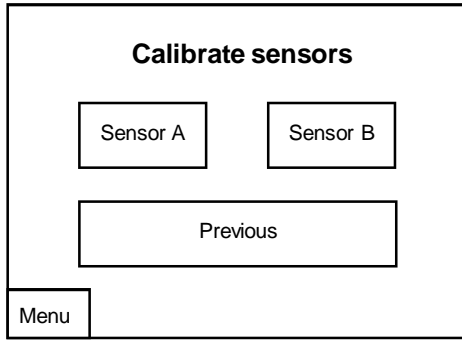 Calibrate sensors
Sensor A
Sensor B
Previous
Menu